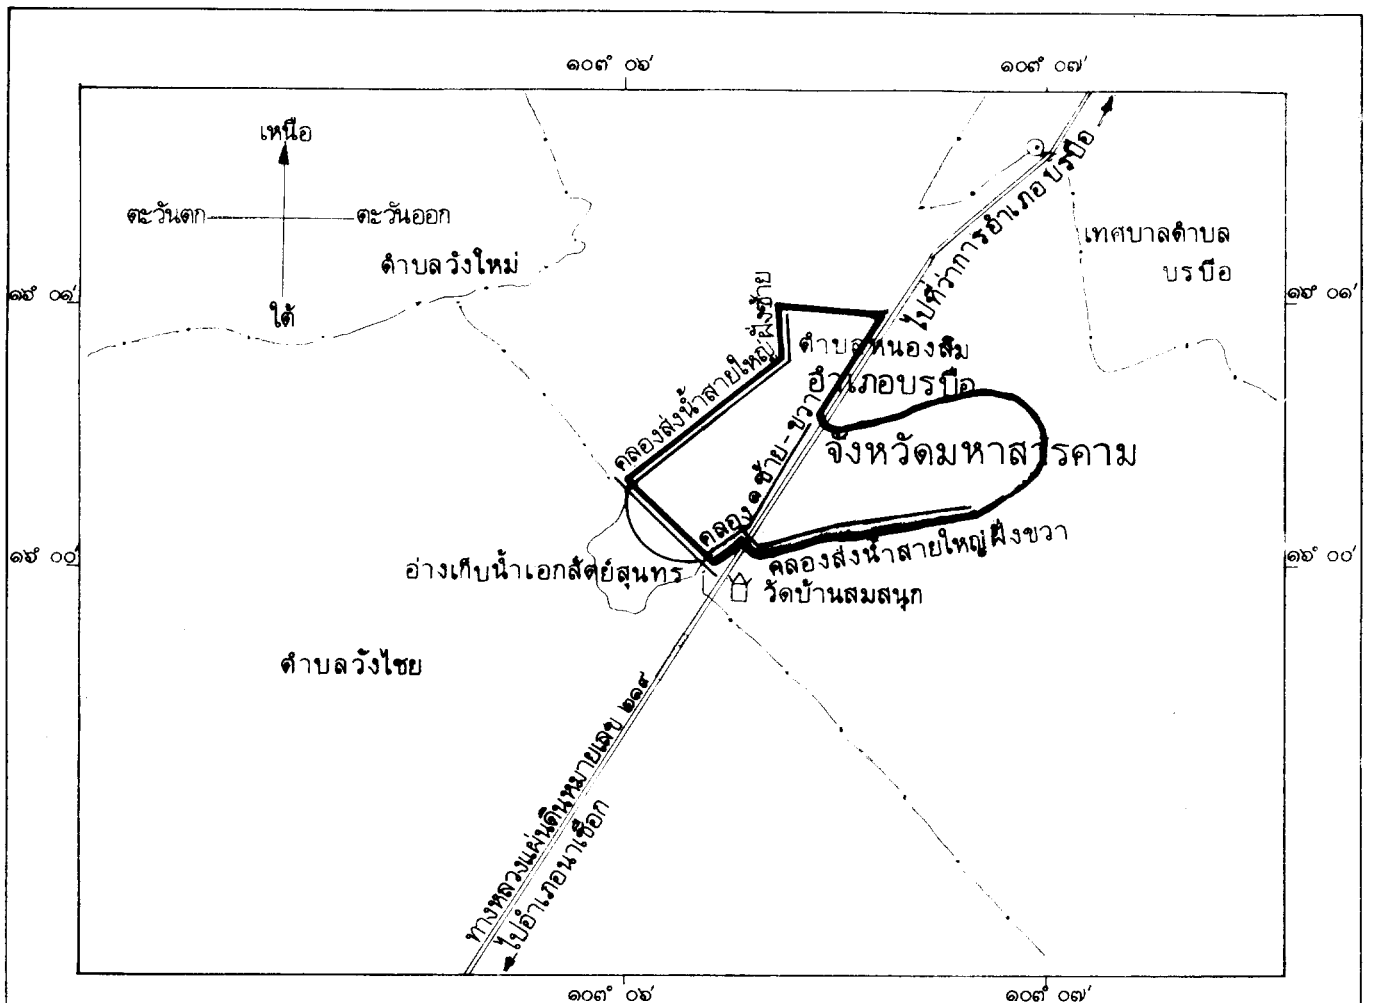 ๑๐๓° ๐๖′
๑๐๓° ๐๗′
เหนือ
ตะวันตก
ตะวันออก
ใต้
ตำบลวังใหม่
ไปที่ว่าการอำเภอบรบือ
เทศบาลตำบล
บรบือ
๑๖° ๐๑′
๑๖° ๐๑′
คลองส่งน้ำสายใหญ่ฝั่งซ้าย
ตำบลหนองสิม
อำเภอบรบือ
จังหวัดมหาสารคาม
คลอง ๑ ซ้าย-ขวา
๑๖° ๐๐′
๑๖° ๐๐′
อ่างเก็บน้ำเอกสัตย์สุนทร
คลองส่งน้ำสายใหญ่ฝั่งขวา
วัดบ้านสมสนุก
ตำบลวังไชย
ทางหลวงแผ่นดินหมายเลข ๒๑๙
ไปอำเภอนาเชือก
๑๐๓° ๐๖′
๑๐๓° ๐๗′